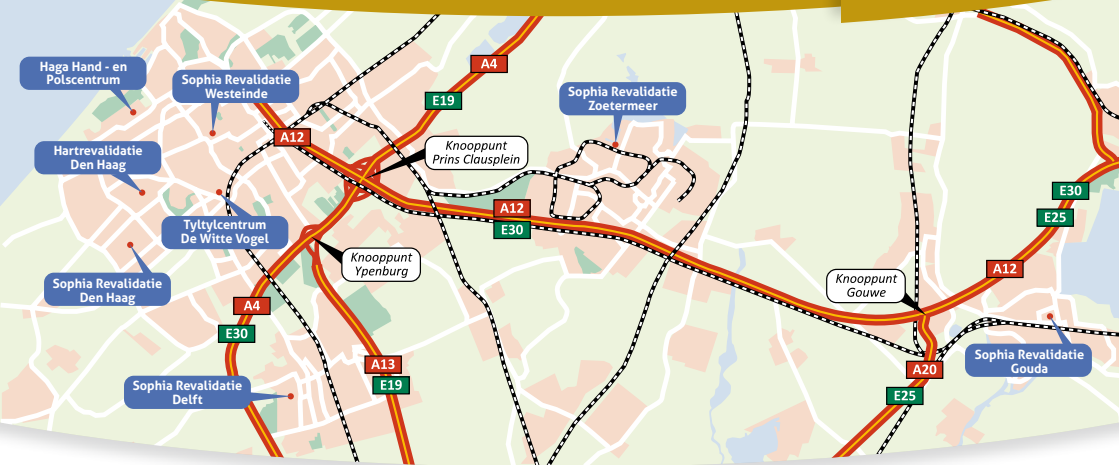 Haga Hand - en
Polscentrum
Sophia Revalidatie
Westeinde
A4
E19
Sophia Revalidatie
Zoetermeer
A12
Knooppunt
Prins Clausplein
Hartrevalidatie
Den Haag
E30
E25
A12
E30
Tyltylcentrum
De Witte Vogel
Knooppunt
Ypenburg
A12
Knooppunt
Gouwe
Sophia Revalidatie
Den Haag
A4
E30
A13
E19
Sophia Revalidatie
Gouda
A20
E25
Sophia Revalidatie
Delft